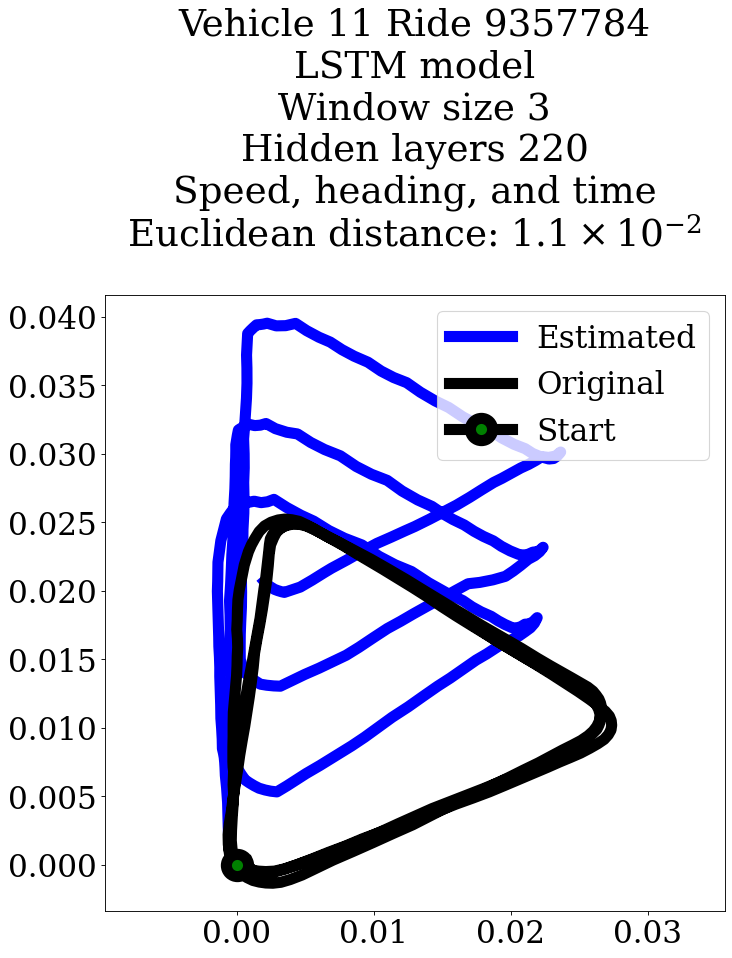 Vehicle 11 Ride 9357784
LSTM model
Window size 3
Hidden layers 220
Speed, heading, and time
Euclidean distance: 1.1 × 10⁻²
Estimated
Original
Start
0.040
0.035
0.030
0.025
0.020
0.015
0.010
0.005
0.000
0.00 0.01 0.02 0.03